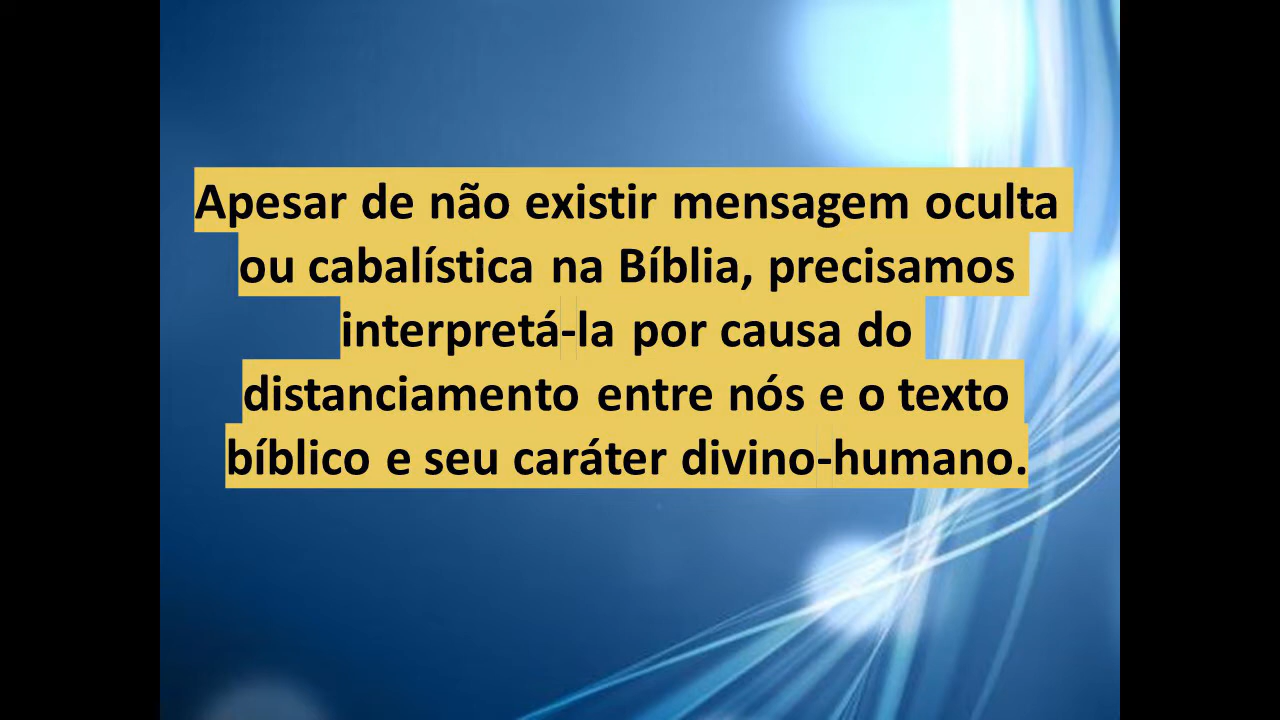 Apesar de não existir mensagem oculta
ou cabalística na Bíblia, precisamos
interpretá-la por causa do
distanciamento entre nós e o texto
bíblico e seu caráter divino-humano.